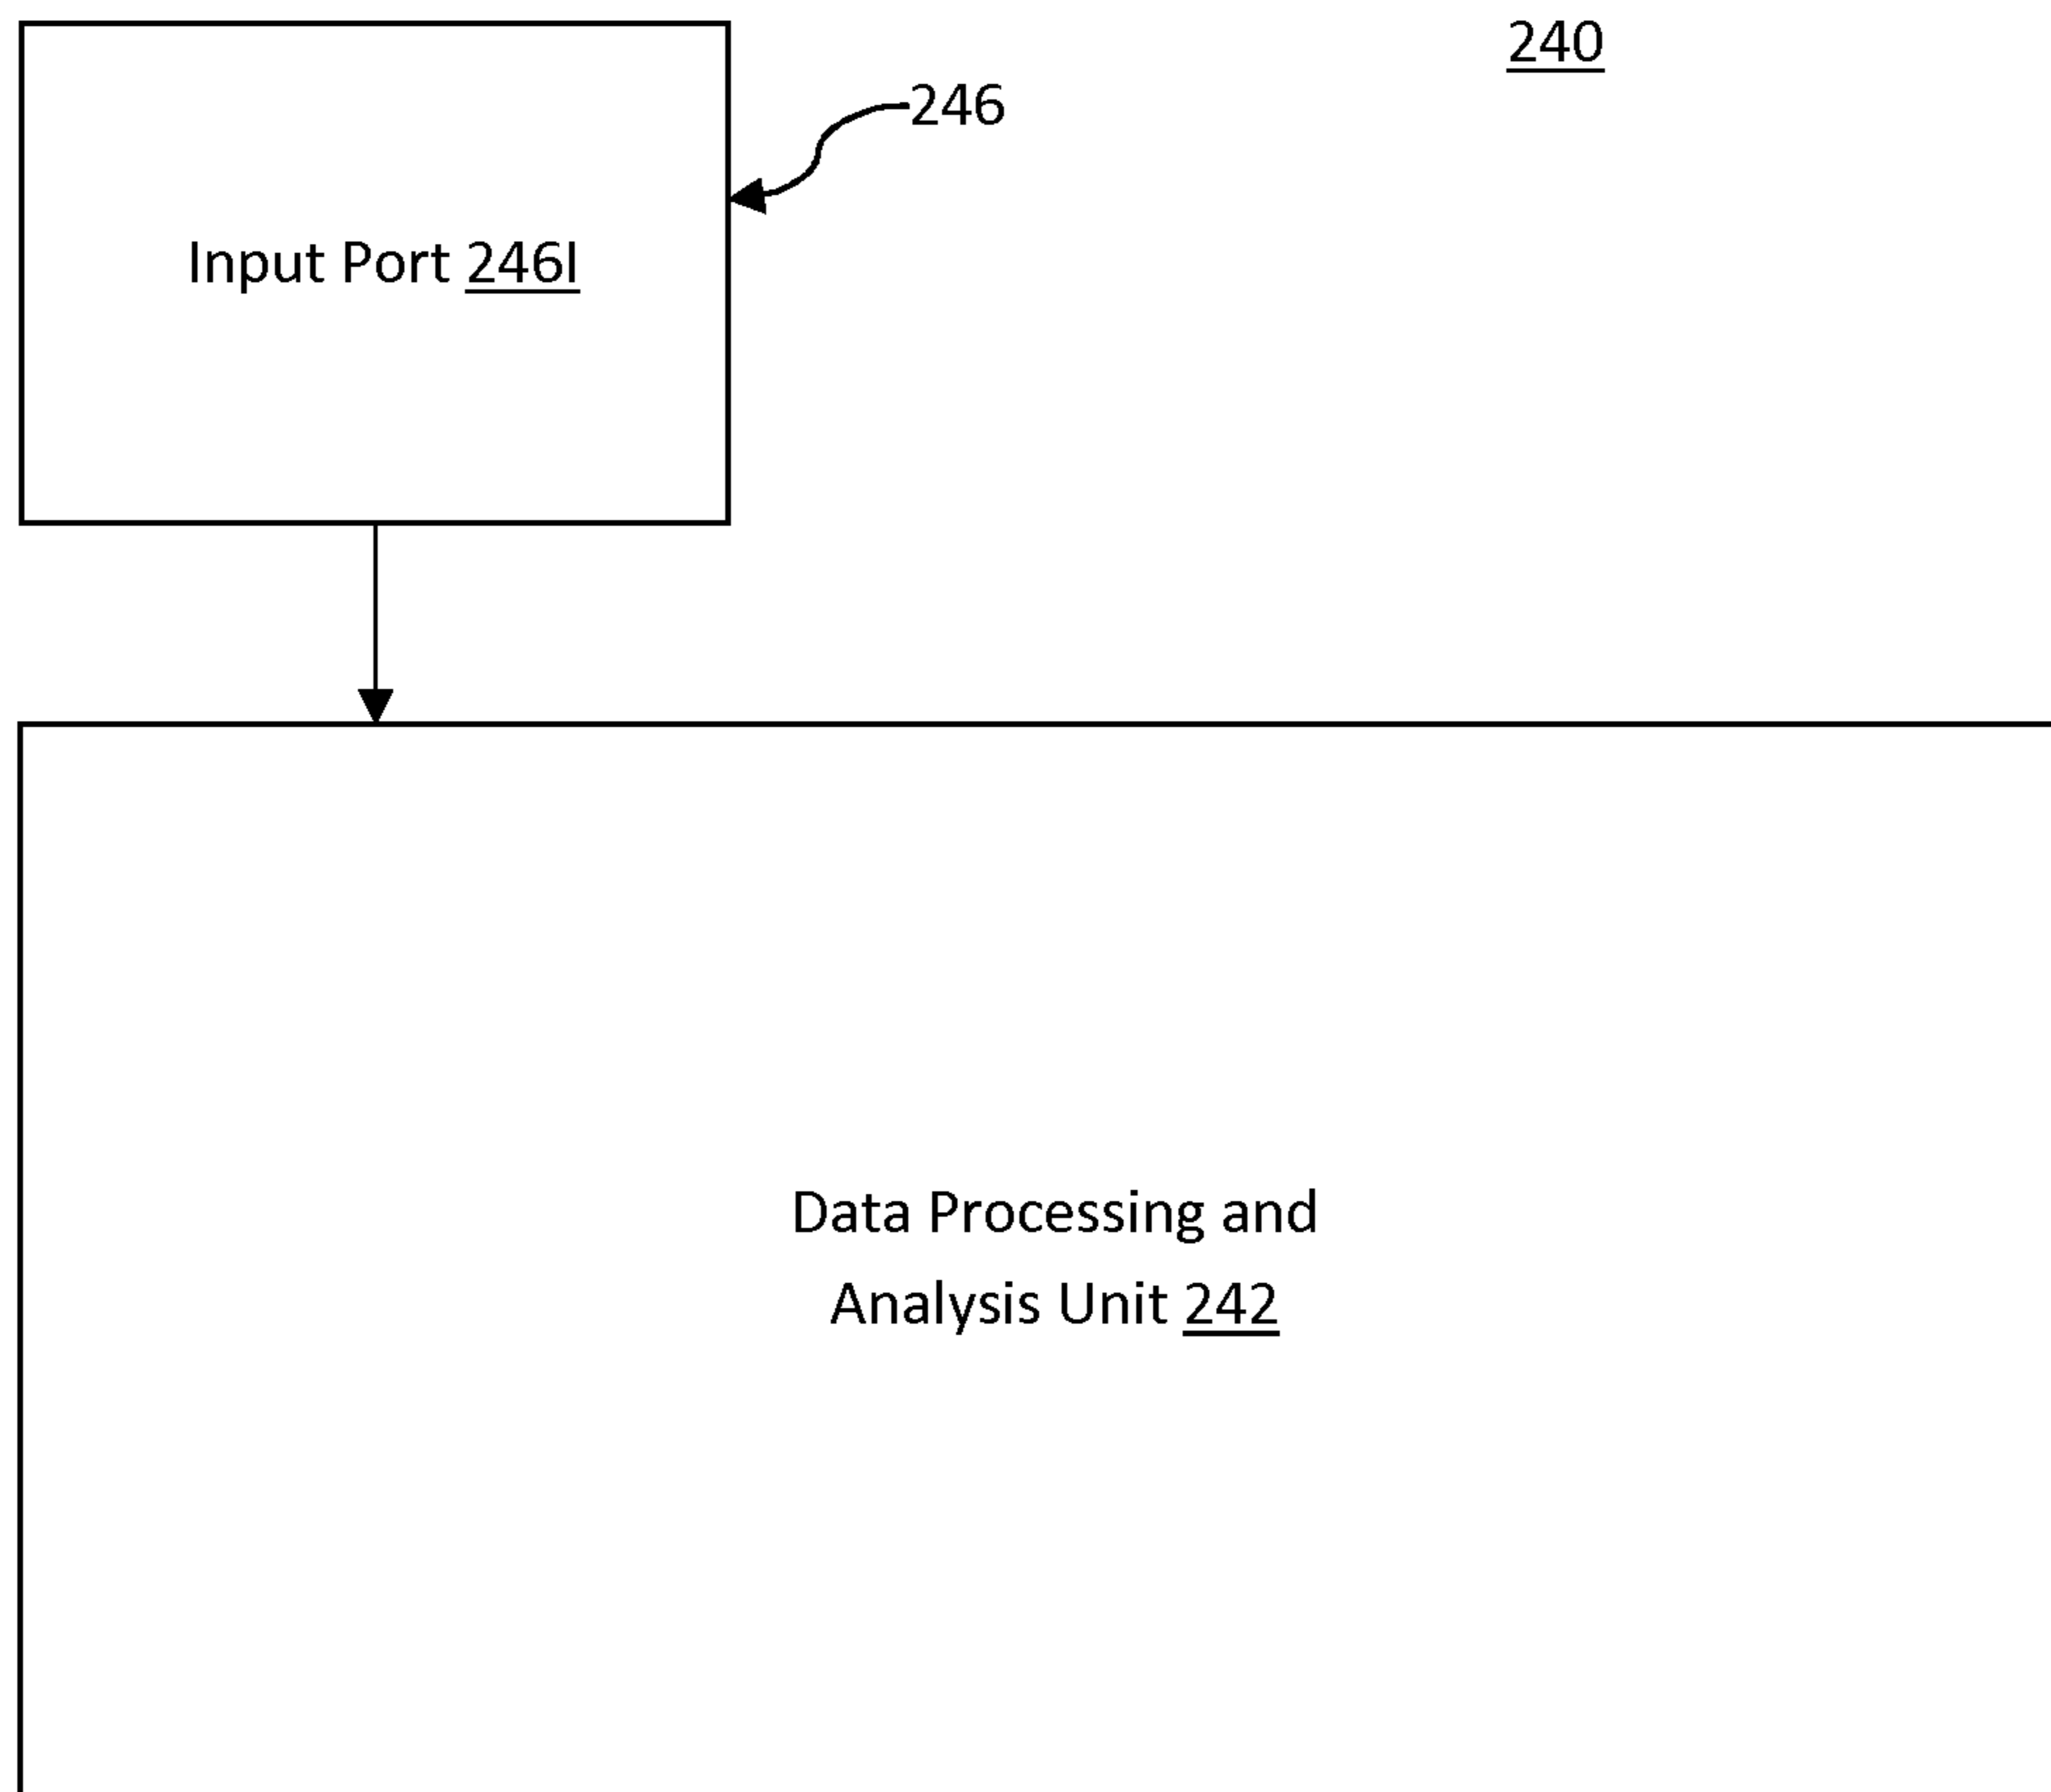 240
246
Input Port 246I
Data Processing and
Analysis Unit 242